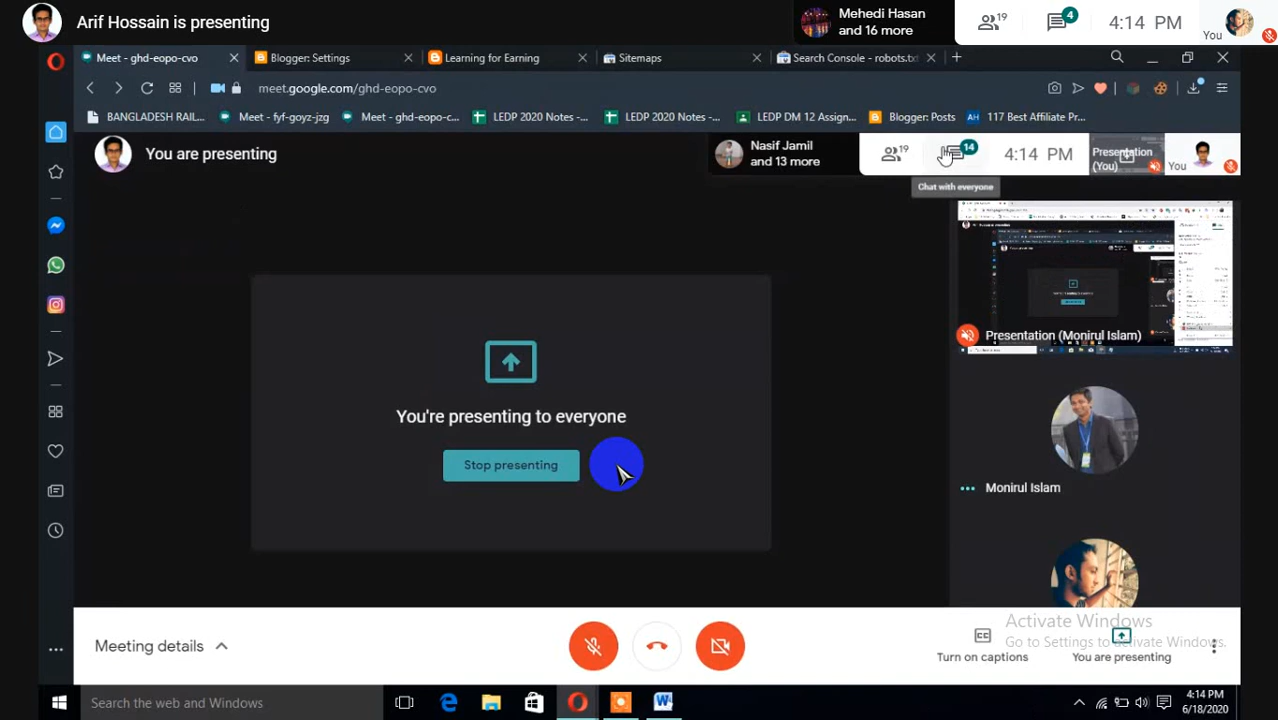 Arif Hossain is presenting
Mehedi Hasan
and 16 more
19
4
4:14 PM
You
Meet - ghd-eopo-cvo
Blogger: Settings
Learning for Earning
Sitemaps
Search Console - robots.txt
meet.google.com/ghd-eopo-cvo
BANGLADESH RAIL...
Meet - fyf-goyz-jzg
Meet - ghd-eopo-c...
LEDP 2020 Notes -...
LEDP 2020 Notes -...
LEDP DM 12 Assign...
Blogger: Posts
AH
117 Best Affiliate Pr...
You are presenting
Nasif Jamil
and 13 more
19
14
4:14 PM
Presentation
(You)
You
Chat with everyone
Presentation (Monirul Islam)
You're presenting to everyone
Stop presenting
Monirul Islam
Activate Windows
Go to Settings to activate Windows.
Meeting details
CC
Turn on captions
You are presenting
Search the web and Windows
4:14 PM
6/18/2020